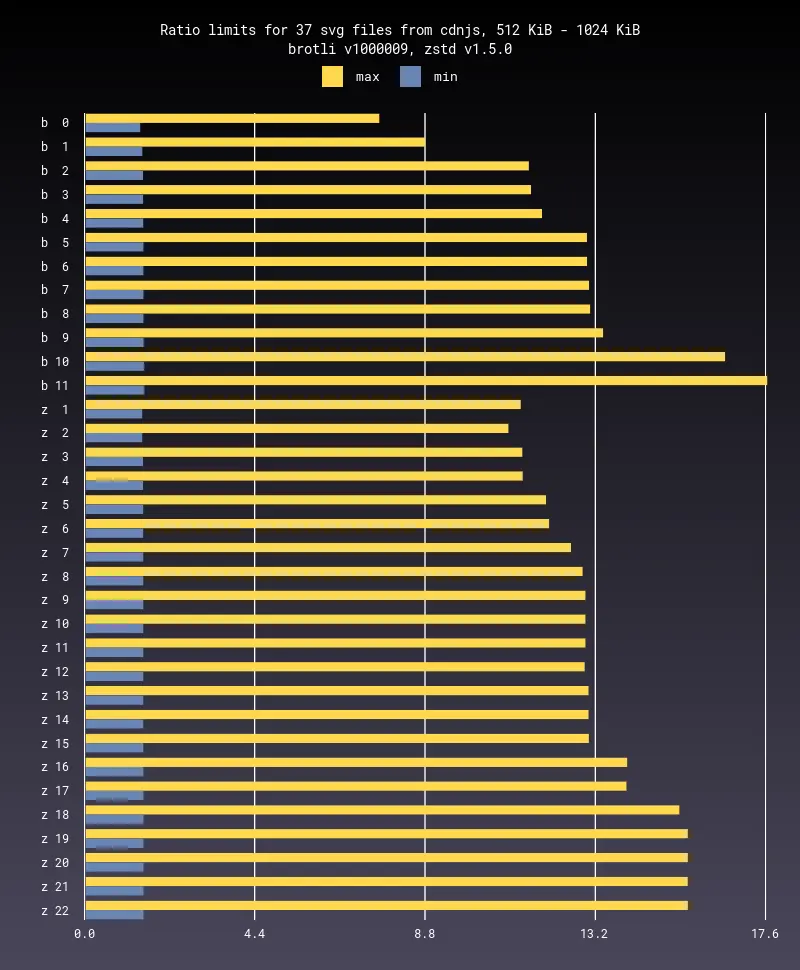 Ratio limits for 37 svg files from cdnjs, 512 KiB - 1024 KiB
brotli v1000009, zstd v1.5.0
max min
b 0
b 1
b 2
b 3
b 4
b 5
b 6
b 7
b 8
b 9
b 10
b 11
z 1
z 2
z 3
z 4
z 5
z 6
z 7
z 8
z 9
z 10
z 11
z 12
z 13
z 14
z 15
z 16
z 17
z 18
z 19
z 20
z 21
z 22
0.0 4.4 8.8 13.2 17.6